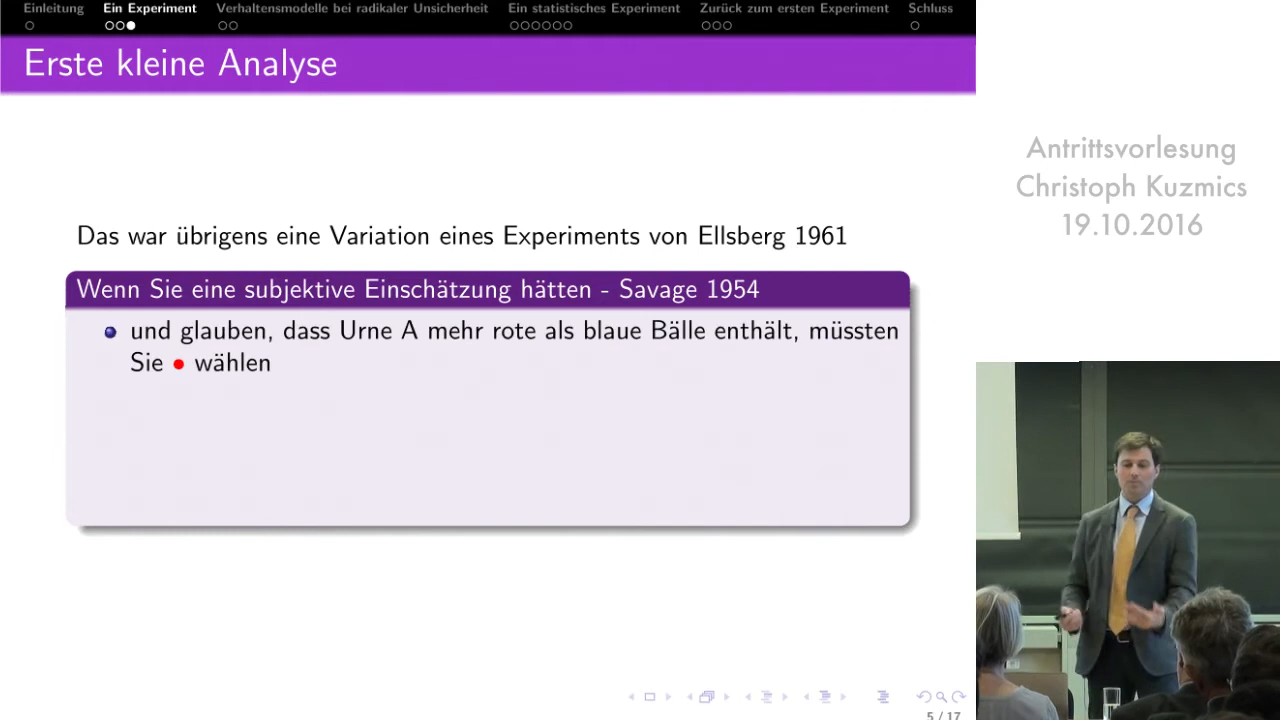 Einleitung
Ein Experiment
Verhaltensmodelle bei radikaler Unsicherheit
Ein statistisches Experiment
Zurück zum ersten Experiment
Schluss
Erste kleine Analyse
Das war übrigens eine Variation eines Experiments von Ellsberg 1961
Wenn Sie eine subjektive Einschätzung hätten - Savage 1954
und glauben, dass Urne A mehr rote als blaue Bälle enthält, müssten
Sie • wählen
5 / 17
Antrittsvorlesung
Christoph Kuzmics
19.10.2016